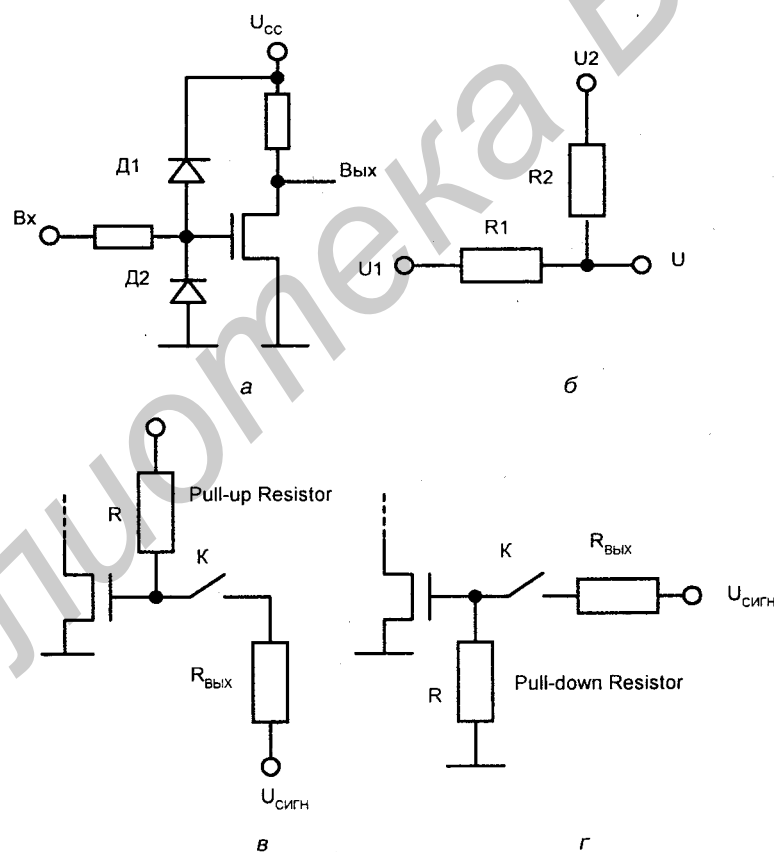 Ucc
Д1
Вых
Вх
Д2
а
U2
R2
R1
U1
U
б
Pull-up Resistor
R
К
Rвых
Uсигн
в
К
Rвых
Uсигн
R
Pull-down Resistor
г
лиотека В